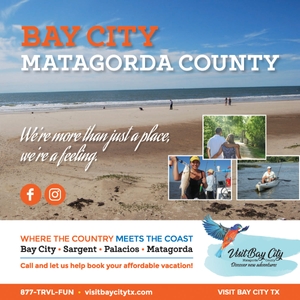 BAY CITY
MATAGORDA COUNTY
We're more than just a place,
we're a feeling.
WHERE THE COUNTRY MEETS THE COAST
Bay City • Sargent • Palacios • Matagorda
Call and let us help book your affordable vacation!
Visit Bay City
Discover new adventures
877-TRVL-FUN • visitbaycitytx.com
VISIT BAY CITY TX